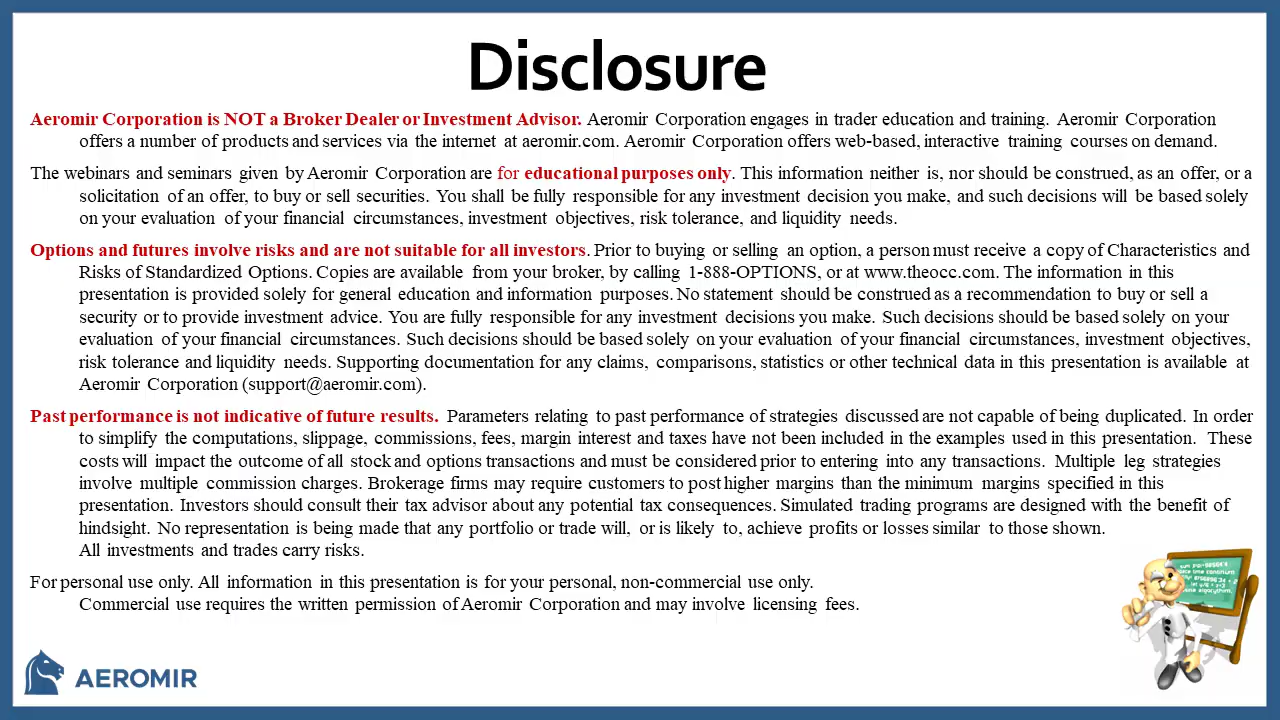 Disclosure
Aeromir Corporation is NOT a Broker Dealer or Investment Advisor. Aeromir Corporation engages in trader education and training. Aeromir Corporation
offers a number of products and services via the internet at aeromir.com. Aeromir Corporation offers web-based, interactive training courses on demand.
The webinars and seminars given by Aeromir Corporation are for educational purposes only. This information neither is, nor should be construed, as an offer, or a
solicitation of an offer, to buy or sell securities. You shall be fully responsible for any investment decision you make, and such decisions will be based solely
on your evaluation of your financial circumstances, investment objectives, risk tolerance, and liquidity needs.
Options and futures involve risks and are not suitable for all investors. Prior to buying or selling an option, a person must receive a copy of Characteristics and
Risks of Standardized Options. Copies are available from your broker, by calling 1-888-OPTIONS, or at www.theocc.com. The information in this
presentation is provided solely for general education and information purposes. No statement should be construed as a recommendation to buy or sell a
security or to provide investment advice. You are fully responsible for any investment decisions you make. Such decisions should be based solely on your
evaluation of your financial circumstances. Such decisions should be based solely on your evaluation of your financial circumstances, investment objectives,
risk tolerance and liquidity needs. Supporting documentation for any claims, comparisons, statistics or other technical data in this presentation is available at
Aeromir Corporation (support@aeromir.com).
Past performance is not indicative of future results. Parameters relating to past performance of strategies discussed are not capable of being duplicated. In order
to simplify the computations, slippage, commissions, fees, margin interest and taxes have not been included in the examples used in this presentation. These
costs will impact the outcome of all stock and options transactions and must be considered prior to entering into any transactions. Multiple leg strategies
involve multiple commission charges. Brokerage firms may require customers to post higher margins than the minimum margins specified in this
presentation. Investors should consult their tax advisor about any potential tax consequences. Simulated trading programs are designed with the benefit of
hindsight. No representation is being made that any portfolio or trade will, or is likely to, achieve profits or losses similar to those shown.
All investments and trades carry risks.
For personal use only. All information in this presentation is for your personal, non-commercial use only.
Commercial use requires the written permission of Aeromir Corporation and may involve licensing fees.
time continum
algorythim.
AEROMIR